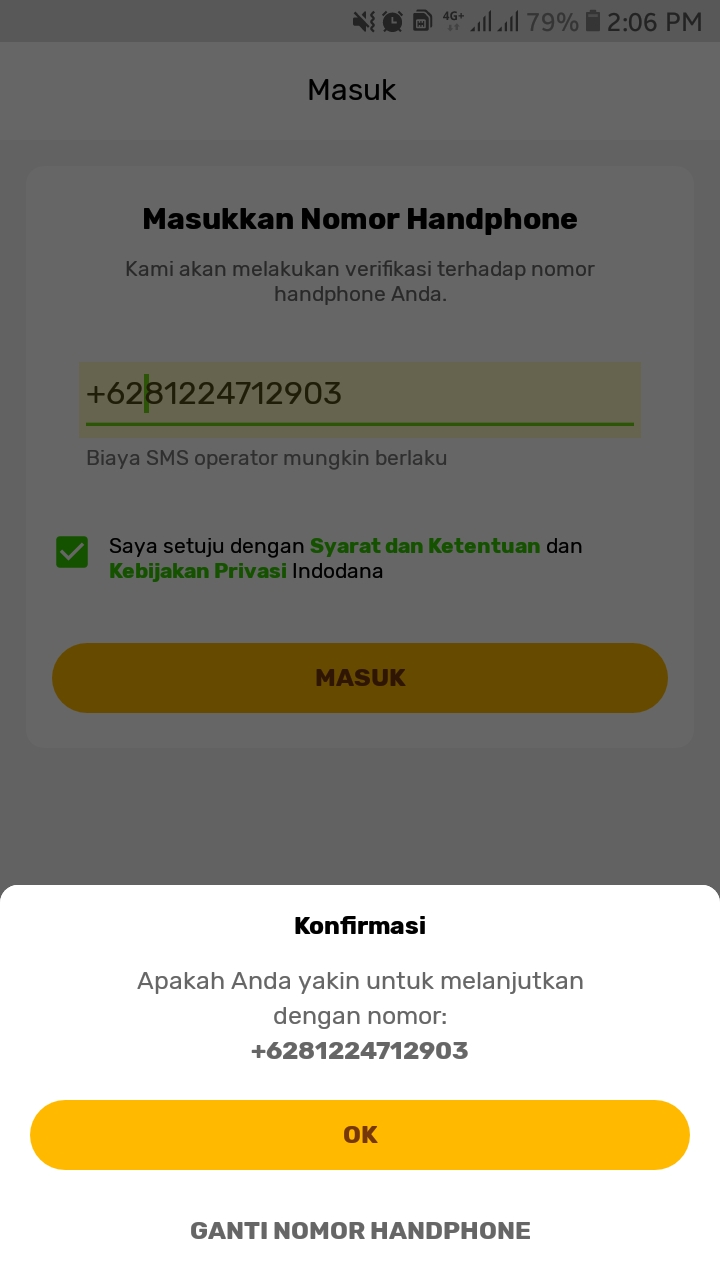 4G+ 79% 2:06 PM
Masuk
Masukkan Nomor Handphone
Kami akan melakukan verifikasi terhadap nomor
handphone Anda.
+6281224712903
Biaya SMS operator mungkin berlaku
Saya setuju dengan Syarat dan Ketentuan dan
Kebijakan Privasi Indodana
MASUK
Konfirmasi
Apakah Anda yakin untuk melanjutkan
dengan nomor:
+6281224712903
OK
GANTI NOMOR HANDPHONE